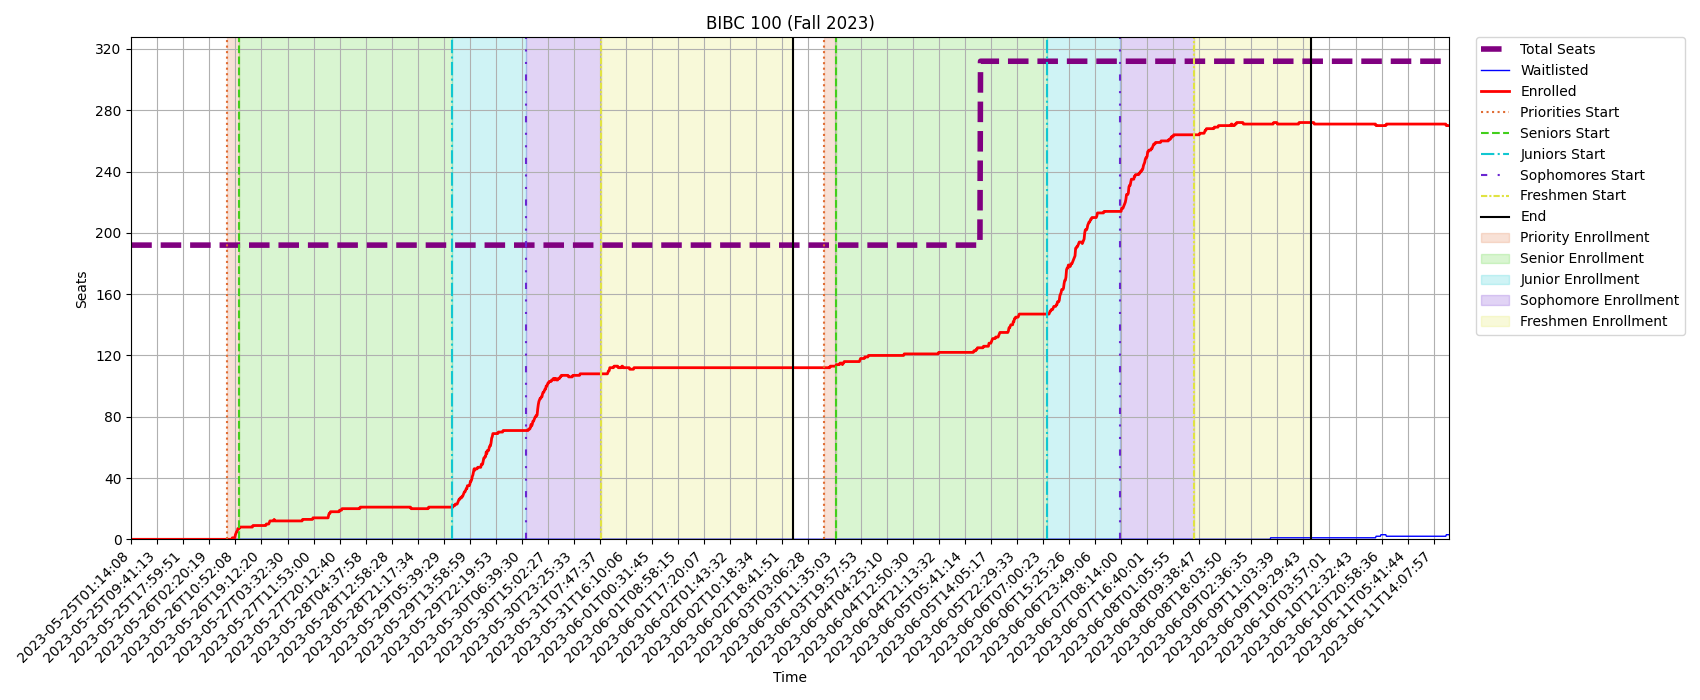 BIBC 100 (Fall 2023)
Seats
320
280
240
200
160
120
80
40
0
2023-05-25T01:14:08
2023-05-25T09:41:13
2023-05-25T17:59:51
2023-05-26T02:20:19
2023-05-26T10:52:08
2023-05-26T19:12:20
2023-05-27T03:32:30
2023-05-27T11:53:00
2023-05-27T20:12:40
2023-05-28T04:37:58
2023-05-28T12:58:28
2023-05-28T21:17:34
2023-05-29T05:39:29
2023-05-29T13:58:59
2023-05-29T22:19:53
2023-05-30T06:39:30
2023-05-30T15:02:27
2023-05-30T23:25:33
2023-05-31T07:47:37
2023-05-31T16:10:06
2023-06-01T00:31:45
2023-06-01T08:58:15
2023-06-01T17:20:07
2023-06-02T01:43:32
2023-06-02T10:18:34
2023-06-02T18:41:51
2023-06-03T03:06:28
2023-06-03T11:35:03
2023-06-03T19:57:53
2023-06-04T04:25:10
2023-06-04T12:50:30
2023-06-04T21:13:32
2023-06-05T05:41:14
2023-06-05T14:05:17
2023-06-05T22:29:33
2023-06-06T07:00:23
2023-06-06T15:25:26
2023-06-06T23:49:06
2023-06-07T08:14:00
2023-06-07T16:40:01
2023-06-08T01:05:55
2023-06-08T09:38:47
2023-06-08T18:03:50
2023-06-09T02:36:35
2023-06-09T11:03:39
2023-06-09T19:29:43
2023-06-10T03:57:01
2023-06-10T12:32:43
2023-06-10T20:58:36
2023-06-11T05:41:44
2023-06-11T14:07:57
Time
Total Seats
Waitlisted
Enrolled
Priorities Start
Seniors Start
Juniors Start
Sophomores Start
Freshmen Start
End
Priority Enrollment
Senior Enrollment
Junior Enrollment
Sophomore Enrollment
Freshmen Enrollment